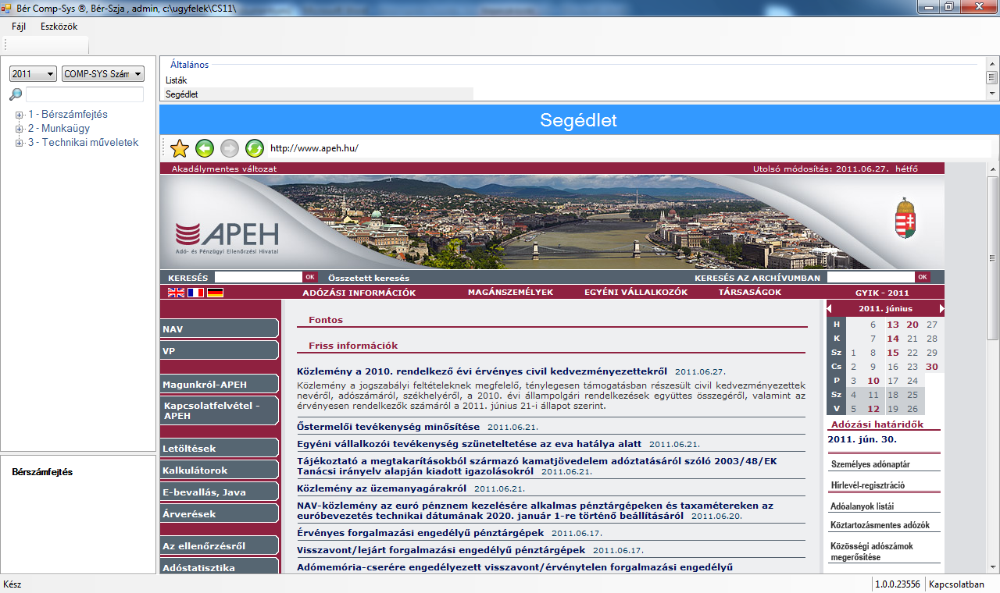 Bér Comp-Sys ®, Bér-Szja , admin, c:\ugyfelek\CS11\
Fájl Eszközök
2011 COMP-SYS Szám
1 - Bérszámfejtés
2 - Munkaügy
3 - Technikai műveletek
Bérszámfejtés
Általános
Listák
Segédlet
Segédlet
http://www.apeh.hu/
Akadálymentes változat Utolsó módosítás: 2011.06.27. hétfő
APEH
Adó- és Pénzügyi Ellenőrzési Hivatal
KERESÉS OK Összetett keresés KERESÉS AZ ARCHÍVUMBAN OK
ADÓZÁSI INFORMÁCIÓK MAGÁNSZEMÉLYEK EGYÉNI VÁLLALKOZÓK TÁRSASÁGOK GYIK - 2011
NAV
VP
Magunkról-APEH
Kapcsolatfelvétel -
APEH
Letöltések
Kalkulátorok
E-bevallás, Java
Árverések
Az ellenőrzésről
Adóstatisztika
Fontos
Friss információk
Közlemény a 2010. rendelkező évi érvényes civil kedvezményezettekről 2011.06.27.
Közlemény a jogszabályi feltételeknek megfelelő, ténylegesen támogatásban részesült civil kedvezményezettek
nevéről, adószámáról, székhelyéről, a 2010. évi állampolgári rendelkezések együttes összegéről, valamint az
érvényesen rendelkezők számáról a 2011. június 21-i állapot szerint.
Őstermelői tevékenység minősítése 2011.06.21.
Egyéni vállalkozói tevékenység szüneteltetése az eva hatálya alatt 2011.06.21.
Tájékoztató a megtakarításokból származó kamatjövedelem adóztatásáról szóló 2003/48/EK
Tanácsi irányelv alapján kiadott igazolásokról 2011.06.21.
Közlemény az üzemanyagárakról 2011.06.21.
NAV-közlemény az euró pénznem kezelésére alkalmas pénztárgépeken és taxamétereken az
euróbevezetés technikai dátumának 2020. január 1-re történő beállításáról 2011.06.20.
Érvényes forgalmazási engedélyű pénztárgépek 2011.06.17.
Visszavont/lejárt forgalmazási engedélyű pénztárgépek 2011.06.17.
Adómemória-cserére engedélyezett visszavont/érvénytelen forgalmazási engedélyű
2011. június
H 6 13 20 27
K 7 14 21 28
Sz 1 8 15 22 29
Cs 2 9 16 23 30
P 3 10 17 24
Sz 4 11 18 25
V 5 12 19 26
Adózási határidők
2011. jún. 30.
Személyes adónaptár
Hírlevél-regisztráció
Adóalanyok listái
Köztartozásmentes adózók
Közösségi adószámok
megerősítése
Kész 1.0.0.23556 Kapcsolatban